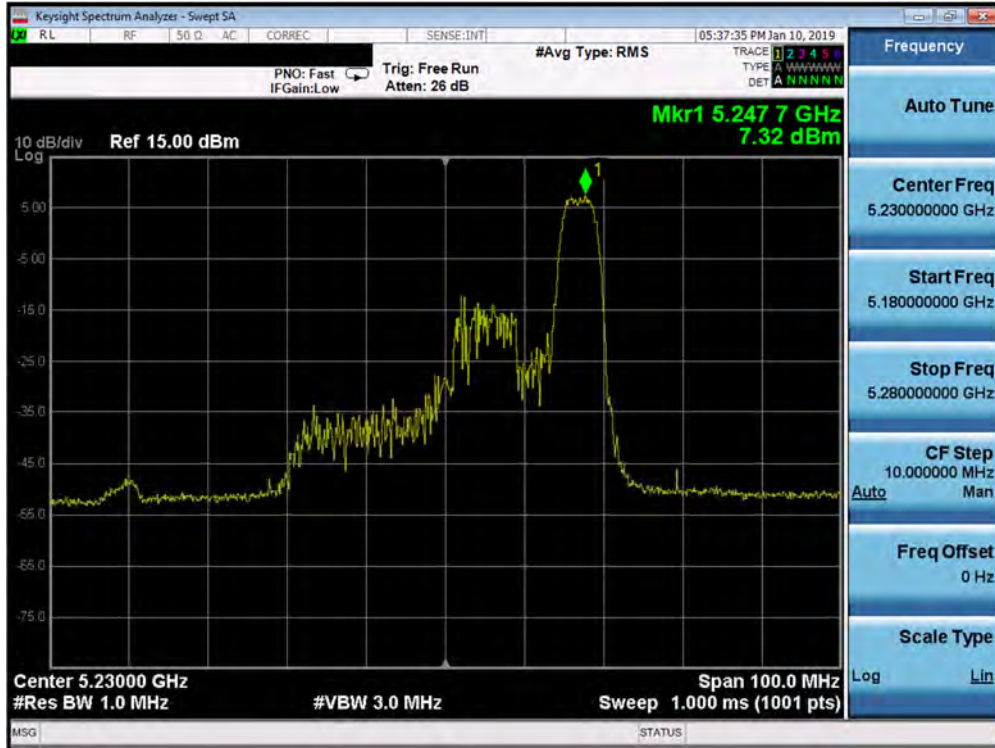 Keysight Spectrum Analyzer - Swept SA
RL RF 50 Ω AC CORREC SENSE:INT 05:37:35 PM Jan 10, 2019
#Avg Type: RMS
TRACE 1 2 3 4 5 6
PNO: Fast Trig: Free Run
TYPE A WWWWW
IFGain:Low Atten: 26 dB
DET A N N N N N
Mkr1 5.247 7 GHz
7.32 dBm
10 dB/div Ref 15.00 dBm
Log
1
5.00
-5.00
-15.0
-25.0
-35.0
-45.0
-55.0
-65.0
-75.0
Center 5.23000 GHz Span 100.0 MHz
#Res BW 1.0 MHz #VBW 3.0 MHz Sweep 1.000 ms (1001 pts)
MSG STATUS
Frequency
Auto Tune
Center Freq
5.230000000 GHz
Start Freq
5.180000000 GHz
Stop Freq
5.280000000 GHz
CF Step
10.000000 MHz
Auto Man
Freq Offset
0 Hz
Scale Type
Log Lin